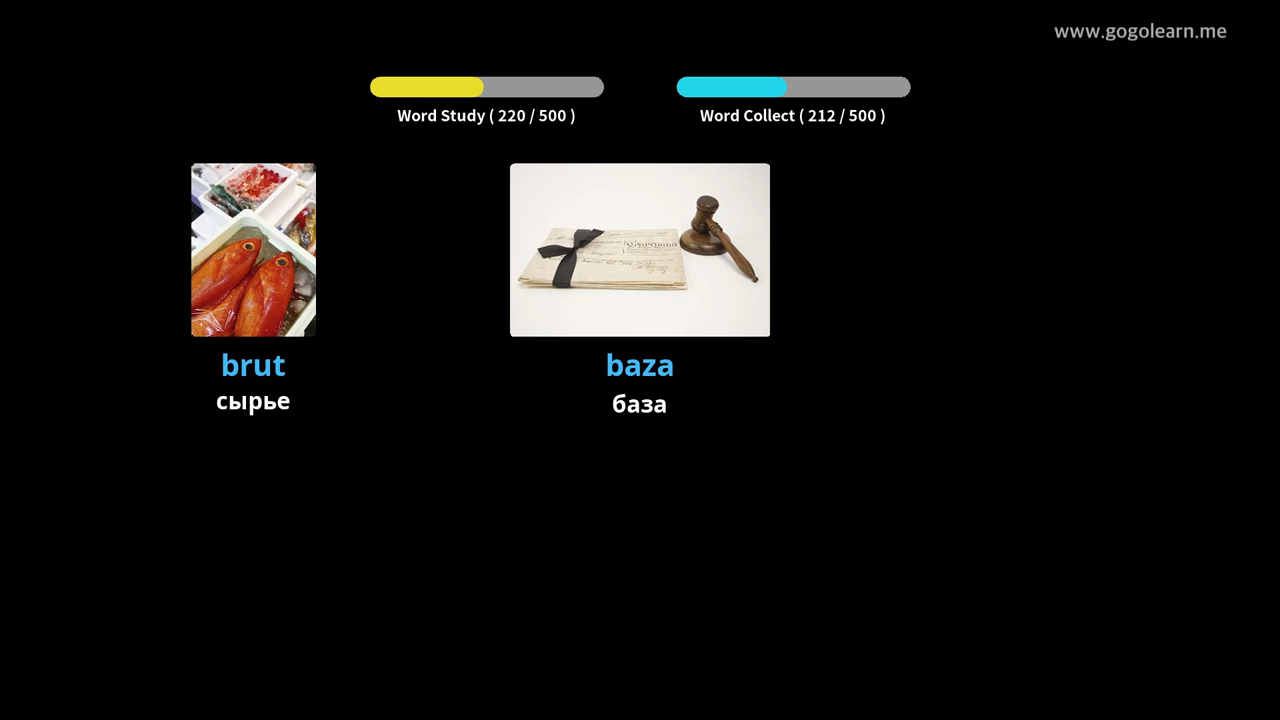 www.gogolearn.me
Word Study ( 220 / 500 )
Word Collect ( 212 / 500 )
brut
baza
сырье
база